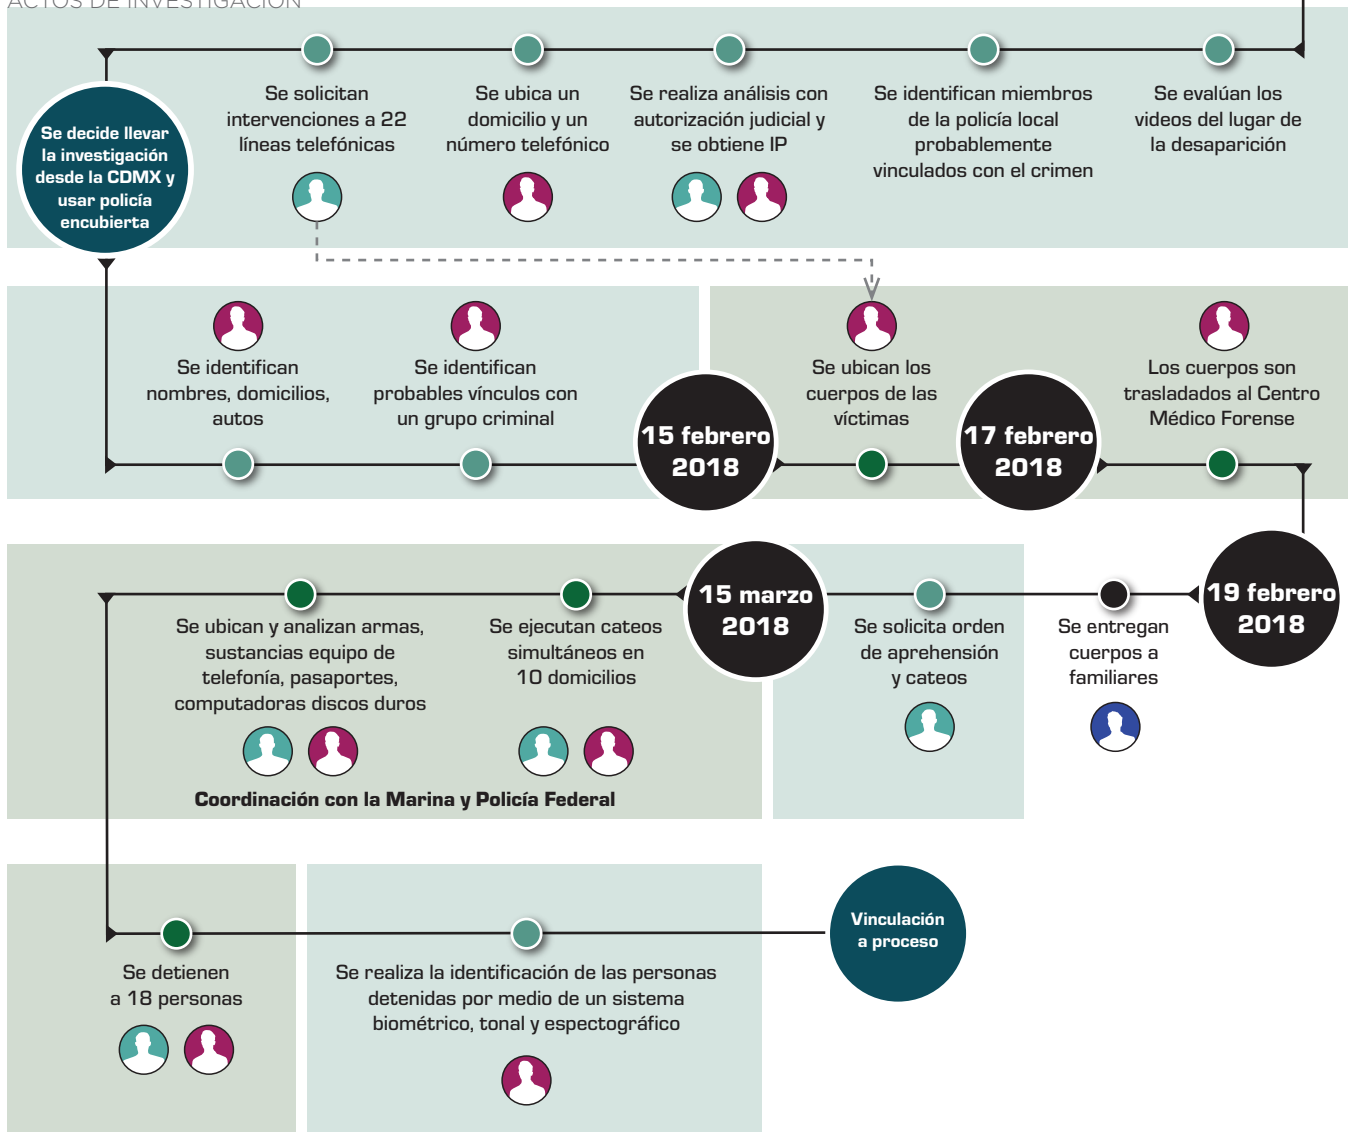 ACTOS DE INVESTIGACIÓN
Se evalúan los
videos del lugar de
la desaparición
Se identifican miembros
de la policía local
probablemente
vinculados con el crimen
Se realiza análisis con
autorización judicial y
se obtiene IP
Se ubica un
domicilio y un
número telefónico
Se solicitan
intervenciones a 22
líneas telefónicas
Se decide llevar
la investigación
desde la CDMX y
usar policía
encubierta
Se identifican
nombres, domicilios,
autos
Se identifican
probables vínculos con
un grupo criminal
15 febrero
2018
Se ubican los
cuerpos de las
víctimas
17 febrero
2018
Los cuerpos son
trasladados al Centro
Médico Forense
19 febrero
2018
Se entregan
cuerpos a
familiares
Se solicita orden
de aprehensión
y cateos
15 marzo
2018
Se ejecutan cateos
simultáneos en
10 domicilios
Se ubican y analizan armas,
sustancias equipo de
telefonía, pasaportes,
computadoras discos duros
Coordinación con la Marina y Policía Federal
Se detienen
a 18 personas
Se realiza la identificación de las personas
detenidas por medio de un sistema
biométrico, tonal y espectográfico
Vinculación
a proceso